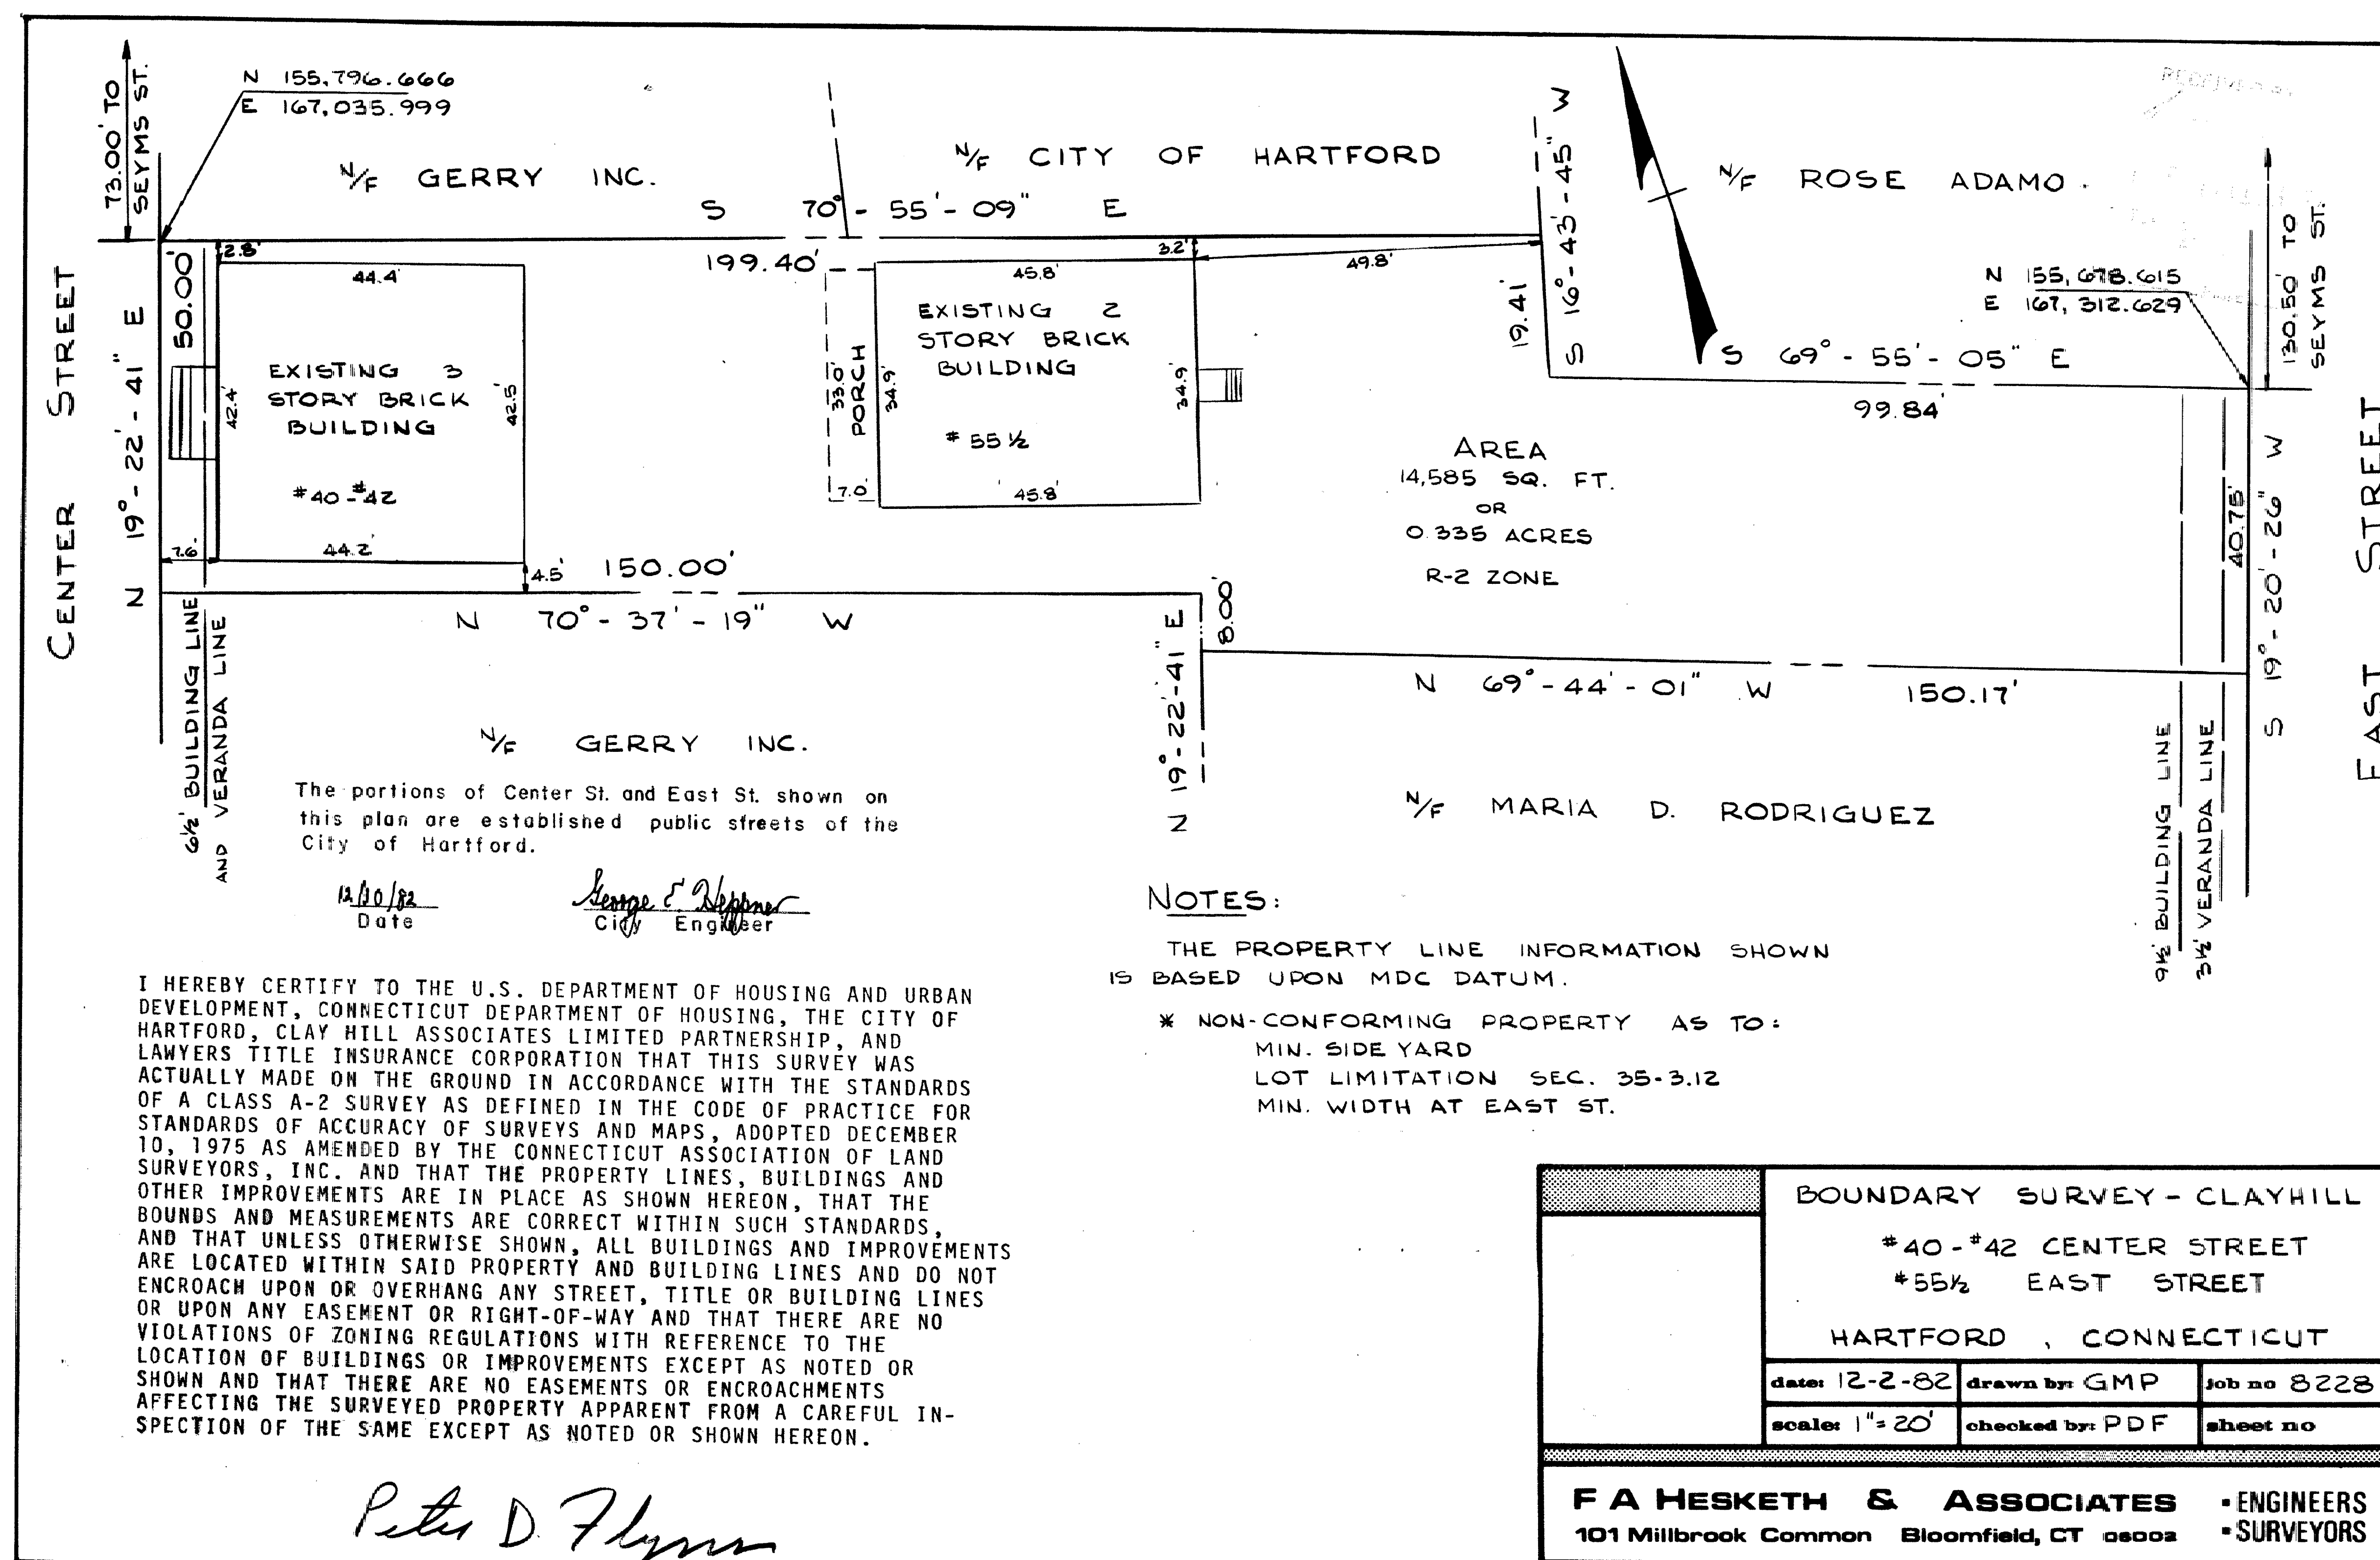 73.00' TO
SEYMS ST.
N 155,796.666
E 167,035.999
N/F GERRY INC.
N/F CITY OF HARTFORD
S 16°-43'-45" W
N/F ROSE ADAMO
S 70°-55'-09" E
130.50' TO
SEYMS ST.
N 155,678.615
E 167,312.629
CENTER STREET
N 19°-22'-41" E
50.00'
2.8'
44.4'
199.40'
3.2'
45.8'
49.8'
19.41'
S 69°-55'-05" E
99.84'
EXISTING 3
STORY BRICK
BUILDING
#40-#42
42.4'
42.5'
33.0'
PORCH
34.9'
EXISTING 2
STORY BRICK
BUILDING
#55½
34.9'
7.0'
45.8'
AREA
14,585 SQ. FT.
OR
0.335 ACRES
R-2 ZONE
40.75'
S 19°-20'-26" W
EAST STREET
7.6'
44.2'
4.5'
150.00'
N 70°-37'-19" W
8.00'
N 19°-22'-41" E
N 69°-44'-01" W
150.17'
6½' BUILDING LINE
AND VERANDA LINE
N/F GERRY INC.
N/F MARIA D. RODRIGUEZ
9½' BUILDING LINE
3½' VERANDA LINE
The portions of Center St. and East St. shown on
this plan are established public streets of the
City of Hartford.
12/10/82
Date
George E. Heppner
City Engineer
NOTES:
THE PROPERTY LINE INFORMATION SHOWN
IS BASED UPON MDC DATUM.
* NON-CONFORMING PROPERTY AS TO:
MIN. SIDE YARD
LOT LIMITATION SEC. 35-3.12
MIN. WIDTH AT EAST ST.
I HEREBY CERTIFY TO THE U.S. DEPARTMENT OF HOUSING AND URBAN
DEVELOPMENT, CONNECTICUT DEPARTMENT OF HOUSING, THE CITY OF
HARTFORD, CLAY HILL ASSOCIATES LIMITED PARTNERSHIP, AND
LAWYERS TITLE INSURANCE CORPORATION THAT THIS SURVEY WAS
ACTUALLY MADE ON THE GROUND IN ACCORDANCE WITH THE STANDARDS
OF A CLASS A-2 SURVEY AS DEFINED IN THE CODE OF PRACTICE FOR
STANDARDS OF ACCURACY OF SURVEYS AND MAPS, ADOPTED DECEMBER
10, 1975 AS AMENDED BY THE CONNECTICUT ASSOCIATION OF LAND
SURVEYORS, INC. AND THAT THE PROPERTY LINES, BUILDINGS AND
OTHER IMPROVEMENTS ARE IN PLACE AS SHOWN HEREON, THAT THE
BOUNDS AND MEASUREMENTS ARE CORRECT WITHIN SUCH STANDARDS,
AND THAT UNLESS OTHERWISE SHOWN, ALL BUILDINGS AND IMPROVEMENTS
ARE LOCATED WITHIN SAID PROPERTY AND BUILDING LINES AND DO NOT
ENCROACH UPON OR OVERHANG ANY STREET, TITLE OR BUILDING LINES
OR UPON ANY EASEMENT OR RIGHT-OF-WAY AND THAT THERE ARE NO
VIOLATIONS OF ZONING REGULATIONS WITH REFERENCE TO THE
LOCATION OF BUILDINGS OR IMPROVEMENTS EXCEPT AS NOTED OR
SHOWN AND THAT THERE ARE NO EASEMENTS OR ENCROACHMENTS
AFFECTING THE SURVEYED PROPERTY APPARENT FROM A CAREFUL IN-
SPECTION OF THE SAME EXCEPT AS NOTED OR SHOWN HEREON.
Peter D. Flynn
BOUNDARY SURVEY - CLAYHILL
#40-#42 CENTER STREET
#55½ EAST STREET
HARTFORD, CONNECTICUT
date: 12-2-82 drawn by: GMP job no 8228
scale: 1"=20' checked by: PDF sheet no
F A HESKETH & ASSOCIATES
101 Millbrook Common Bloomfield, CT 06002
▪ ENGINEERS
▪ SURVEYORS